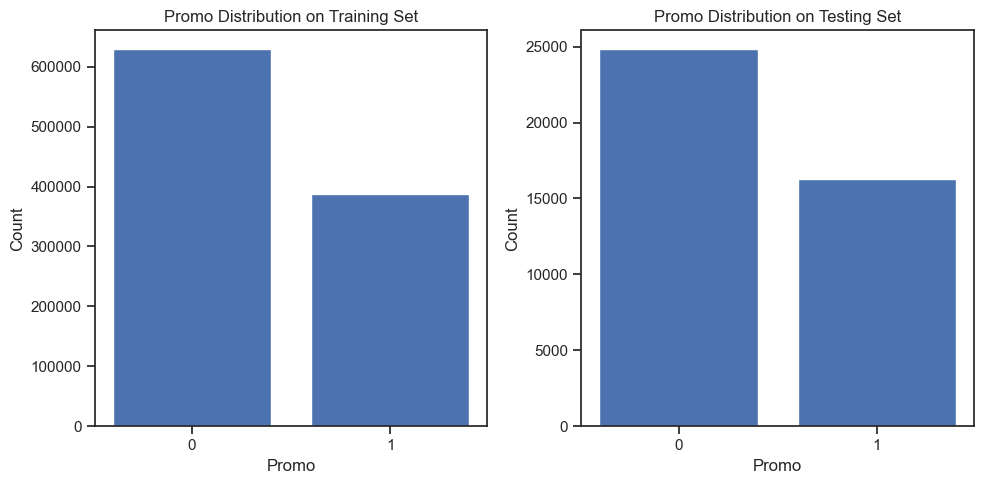 Promo Distribution on Training Set
600000
500000
400000
300000
200000
100000
0
Count
0 1
Promo
Promo Distribution on Testing Set
25000
20000
15000
10000
5000
0
Count
0 1
Promo